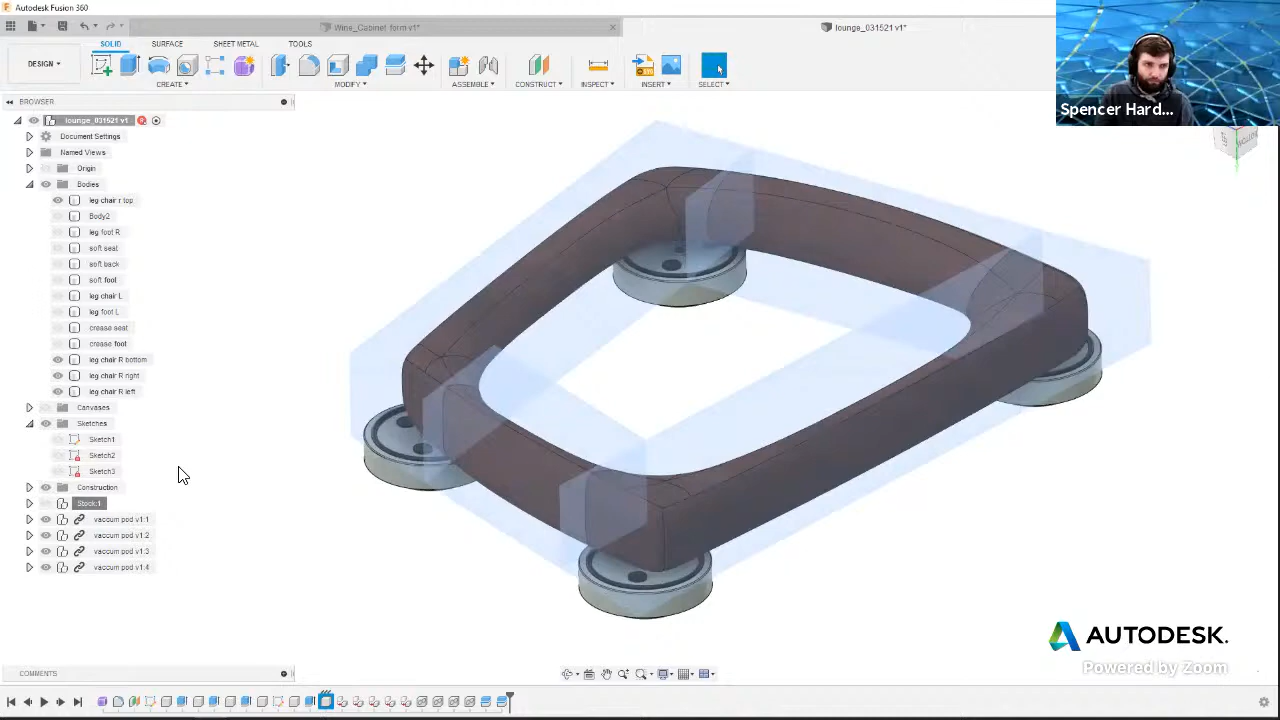 Autodesk Fusion 360
Wine_Cabinet form v1*
lounge_031521 v1*
SOLID
SURFACE
SHEET METAL
TOOLS
DESIGN
CREATE
MODIFY
ASSEMBLE
CONSTRUCT
INSPECT
INSERT
SELECT
Spencer Hard...
BROWSER
lounge_031521 v1
Document Settings
Named Views
Origin
Bodies
leg chair r top
Body2
leg foot R
soft seat
soft back
soft foot
leg chair L
leg foot L
crease seat
crease foot
leg chair R bottom
leg chair R right
leg chair R left
Canvases
Sketches
Sketch1
Sketch2
Sketch3
Construction
Stock:1
vaccum pod v1:1
vaccum pod v1:2
vaccum pod v1:3
vaccum pod v1:4
AUTODESK.
Powered by Zoom
COMMENTS